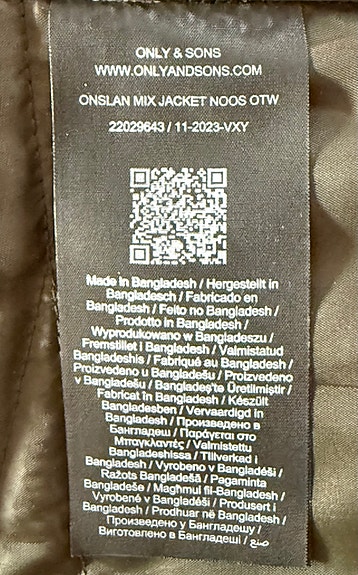 ONLY & SONS
WWW.ONLYANDSONS.COM
ONSLAN MIX JACKET NOOS OTW
22029643 / 11-2023-VXY
Made in Bangladesh / Hergestellt in
Bangladesch / Fabricado en
Bangladesh / Feito no Bangladesh /
Prodotto in Bangladesh /
Wyprodukowano w Bangladeszu /
Fremstillet i Bangladesh / Valmistatud
Bangladeshis / Fabriqué au Bangladesh /
Proizvedeno u Bangladešu / Proizvedeno
v Bangladešu / Bangladeş'te Üretilmiştir /
Fabricat în Bangladesh / Készült
Bangladesben / Vervaardigd in
Bangladesh / Произведено в
Бангладеш / Παράγεται στο
Μπαγκλαντές / Valmistettu
Bangladeshissa / Tillverkad i
Bangladesh / Vyrobeno v Bangladéši /
Ražots Bangladešā / Pagaminta
Bangladeše / Magħmul fil-Bangladesh /
Vyrobené v Bangladéši / Produsert i
Bangladesh / Prodhuar në Bangladesh /
Произведено у Бангладешу /
Виготовлено в Бангладеші / صنع